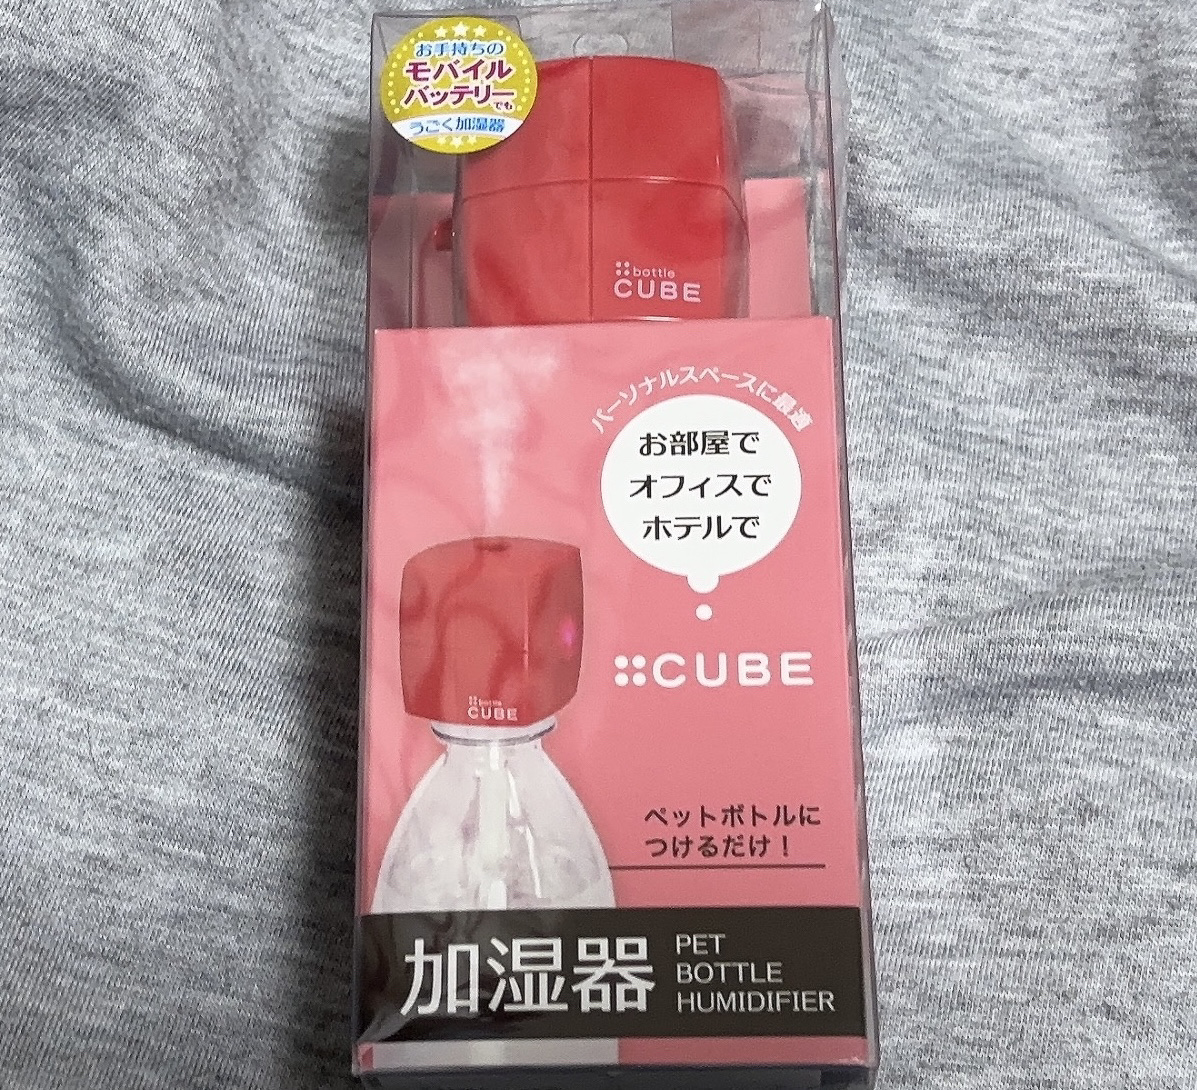 お手持ちの
モバイル
バッテリーでも
うごく加湿器
bottle
CUBE
パーソナルスペースに最適
お部屋で
オフィスで
ホテルで
CUBE
bottle
CUBE
ペットボトルに
つけるだけ！
加湿器
PET
BOTTLE
HUMIDIFIER